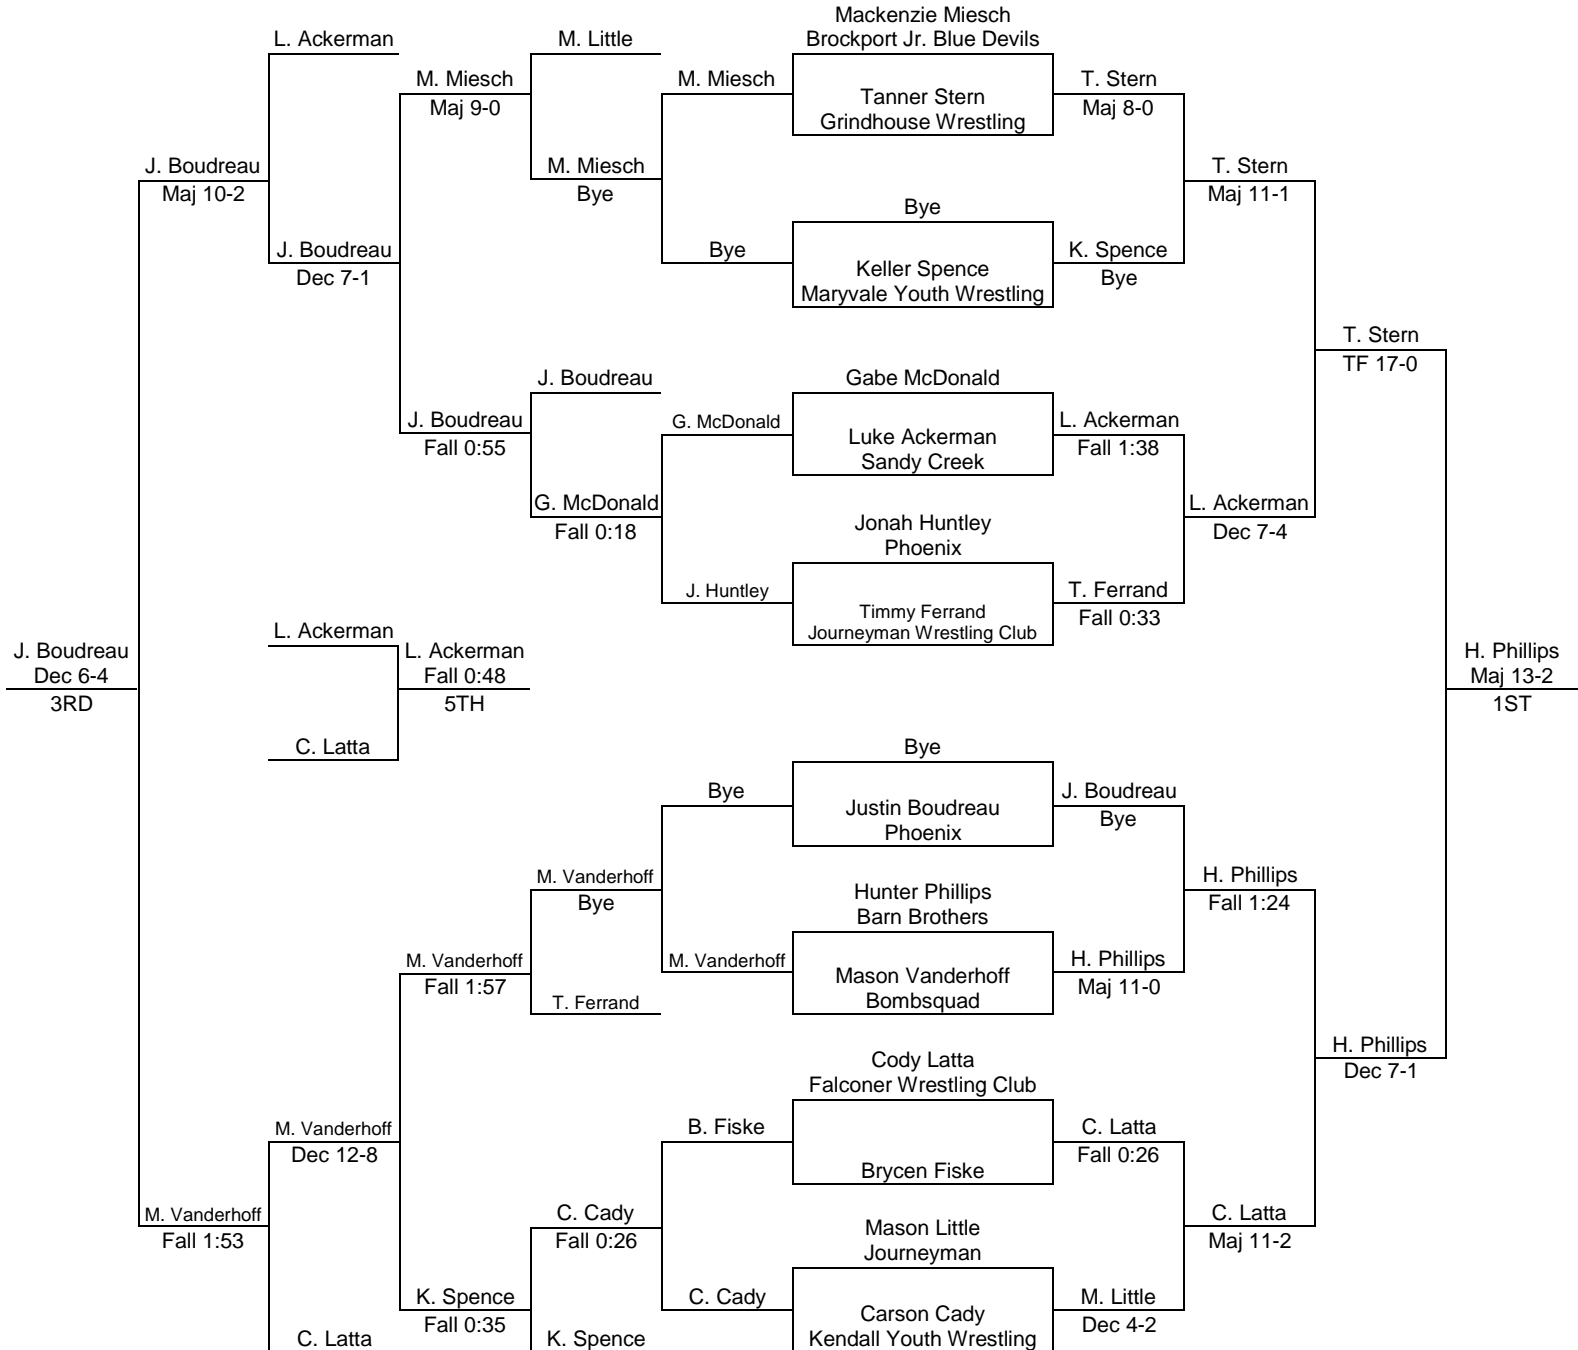 Mackenzie Miesch
L. Ackerman
M. Little
Brockport Jr. Blue Devils
M. Miesch
M. Miesch
T. Stern
Maj 9-0
Tanner Stern
Maj 8-0
Grindhouse Wrestling
J. Boudreau
M. Miesch
T. Stern
Maj 10-2
Bye
Maj 11-1
Bye
J. Boudreau
Bye
K. Spence
Dec 7-1
Keller Spence
Bye
Maryvale Youth Wrestling
T. Stern
TF 17-0
J. Boudreau
Gabe McDonald
J. Boudreau
G. McDonald
L. Ackerman
Fall 0:55
Luke Ackerman
Fall 1:38
Sandy Creek
G. McDonald
L. Ackerman
Fall 0:18
Jonah Huntley
Dec 7-4
Phoenix
J. Huntley
T. Ferrand
Timmy Ferrand
Fall 0:33
Journeyman Wrestling Club
L. Ackerman
J. Boudreau
L. Ackerman
H. Phillips
Dec 6-4
Fall 0:48
Maj 13-2
3RD
5TH
1ST
C. Latta
Bye
Bye
J. Boudreau
Justin Boudreau
Bye
Phoenix
M. Vanderhoff
Hunter Phillips
H. Phillips
Bye
Barn Brothers
Fall 1:24
M. Vanderhoff
M. Vanderhoff
H. Phillips
Fall 1:57
Mason Vanderhoff
Maj 11-0
T. Ferrand
Bombsquad
H. Phillips
Cody Latta
Dec 7-1
Falconer Wrestling Club
M. Vanderhoff
B. Fiske
C. Latta
Dec 12-8
Fall 0:26
Brycen Fiske
M. Vanderhoff
C. Cady
Mason Little
C. Latta
Fall 1:53
Fall 0:26
Journeyman
Maj 11-2
K. Spence
C. Cady
M. Little
Fall 0:35
Carson Cady
Dec 4-2
C. Latta
K. Spence
Kendall Youth Wrestling